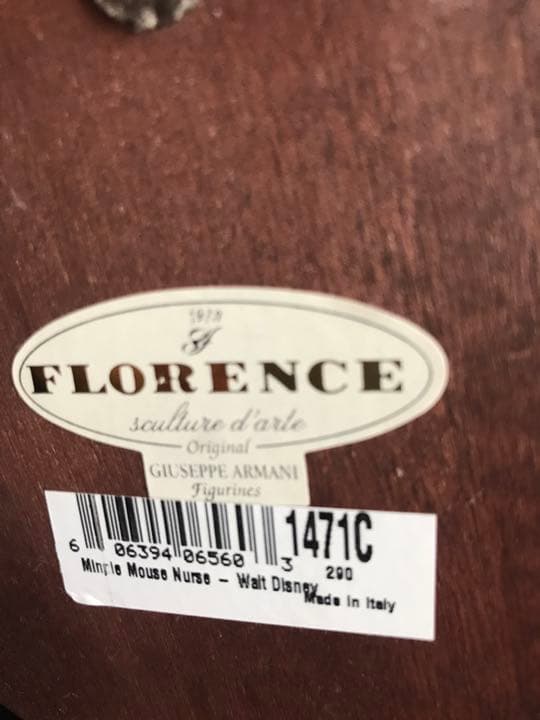 1973
FLORENCE
sculture d'arte
Original
GIUSEPPE ARMANI
Figurines
1471C
6 06394 06560 3
290
Minnie Mouse Nurse - Walt Disney
Made in Italy